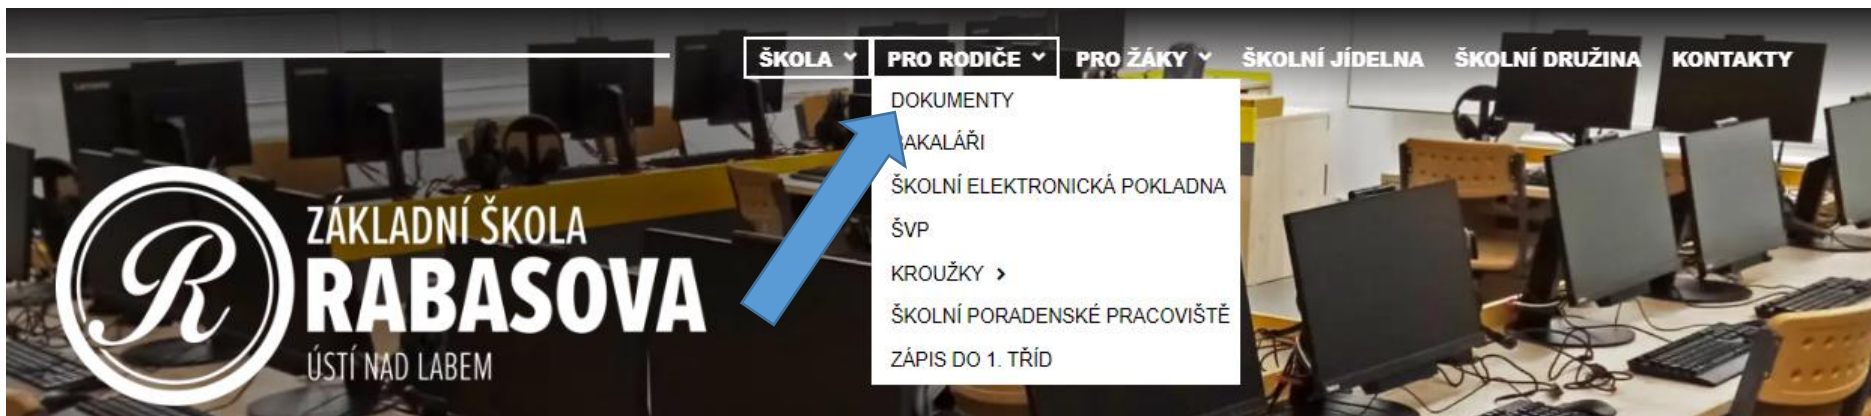 ŠKOLA
PRO RODIČE
PRO ŽÁKY
ŠKOLNÍ JÍDELNA
ŠKOLNÍ DRUŽINA
KONTAKTY
DOKUMENTY
AKALÁŘI
ŠKOLNÍ ELEKTRONICKÁ POKLADNA
ŠVP
KROUŽKY
ŠKOLNÍ PORADENSKÉ PRACOVIŠTĚ
ZÁPIS DO 1. TŘÍD
R
ZÁKLADNÍ ŠKOLA
RABASOVA
ÚSTÍ NAD LABEM